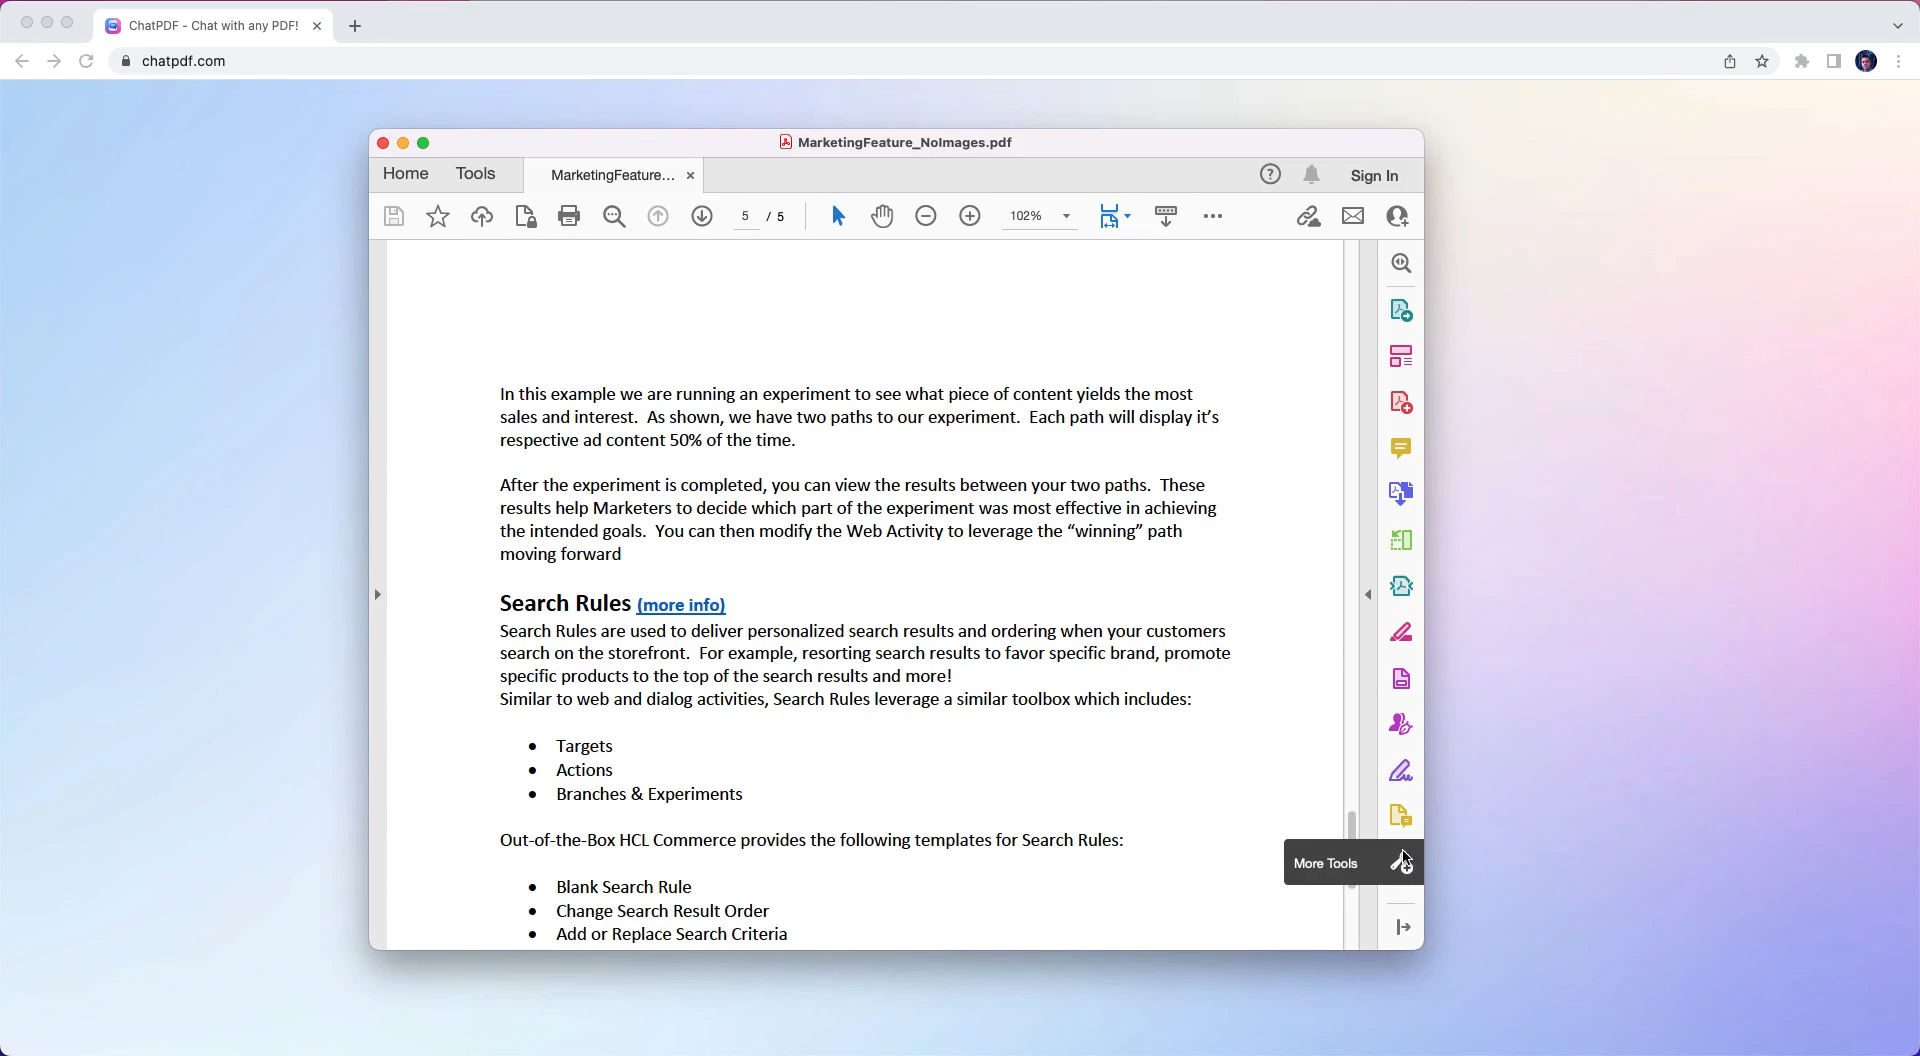 ChatPDF - Chat with any PDF!
chatpdf.com
MarketingFeature_NoImages.pdf
Home Tools MarketingFeature... Sign In
5 / 5 102%
In this example we are running an experiment to see what piece of content yields the most
sales and interest.  As shown, we have two paths to our experiment.  Each path will display it’s
respective ad content 50% of the time.
After the experiment is completed, you can view the results between your two paths.  These
results help Marketers to decide which part of the experiment was most effective in achieving
the intended goals.  You can then modify the Web Activity to leverage the “winning” path
moving forward
Search Rules (more info)
Search Rules are used to deliver personalized search results and ordering when your customers
search on the storefront.  For example, resorting search results to favor specific brand, promote
specific products to the top of the search results and more!
Similar to web and dialog activities, Search Rules leverage a similar toolbox which includes:
• Targets
• Actions
• Branches & Experiments
Out-of-the-Box HCL Commerce provides the following templates for Search Rules:
More Tools
• Blank Search Rule
• Change Search Result Order
• Add or Replace Search Criteria